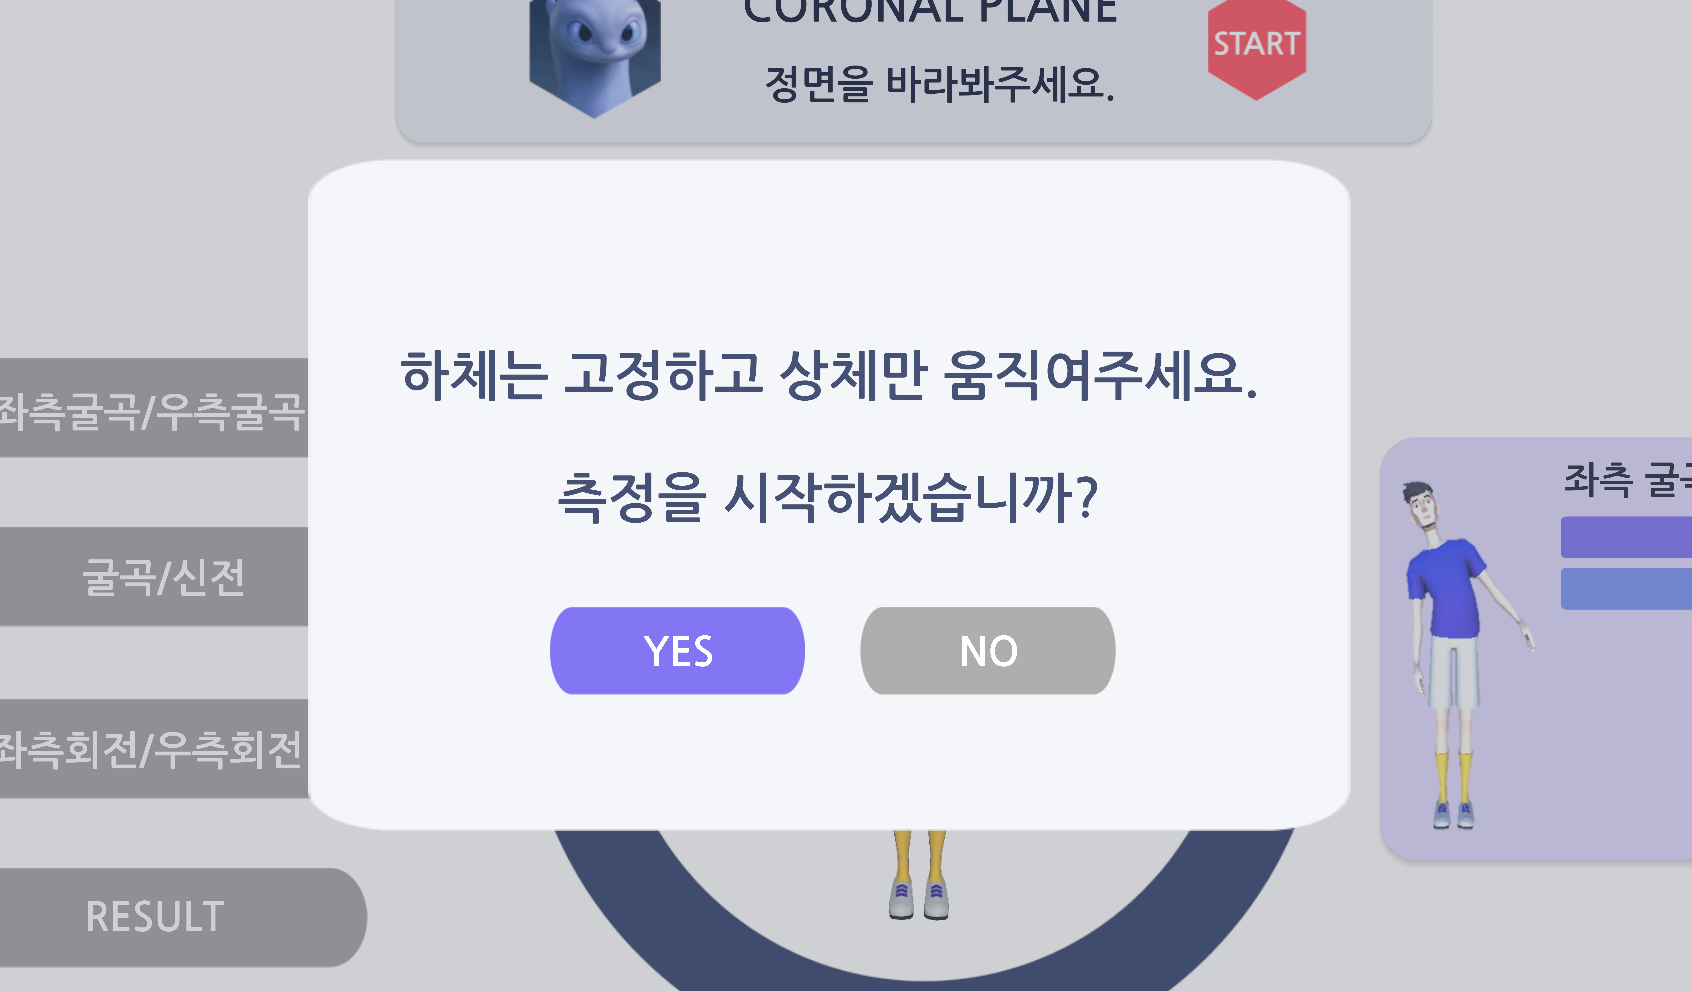 CORONAL PLANE
정면을 바라봐주세요.
START
하체는 고정하고 상체만 움직여주세요.
측정을 시작하겠습니까?
YES
NO
좌측굴곡/우측굴곡
굴곡/신전
좌측회전/우측회전
RESULT
좌측